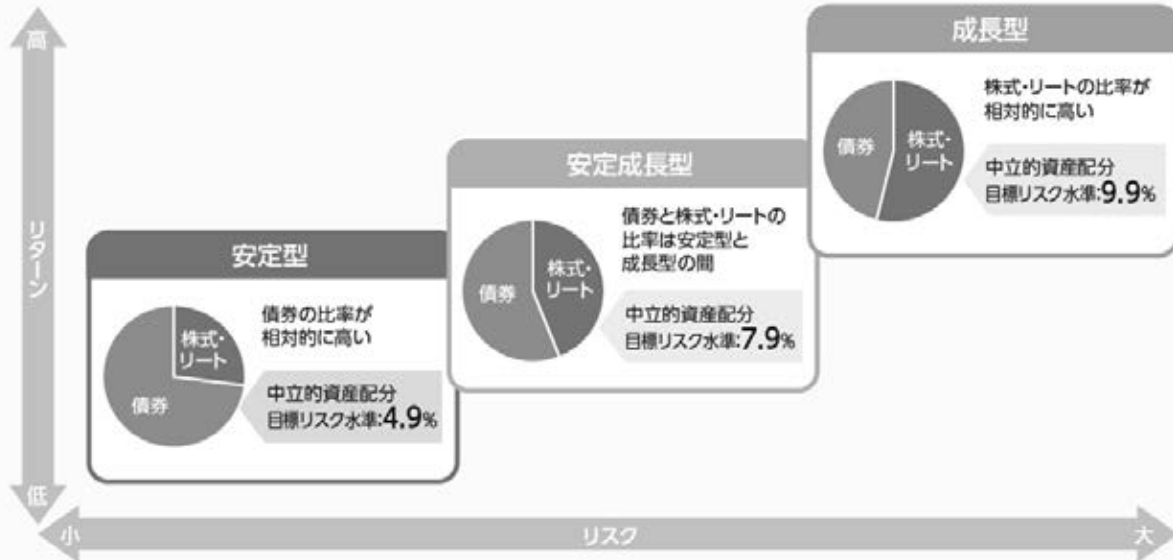 高
リターン
低
小
リスク
大
安定型
株式・
リート
債券
債券の比率が
相対的に高い
中立的資産配分
目標リスク水準:4.9%
安定成長型
債券
株式・
リート
債券と株式・リートの
比率は安定型と
成長型の間
中立的資産配分
目標リスク水準:7.9%
成長型
債券
株式・
リート
株式・リートの比率が
相対的に高い
中立的資産配分
目標リスク水準:9.9%